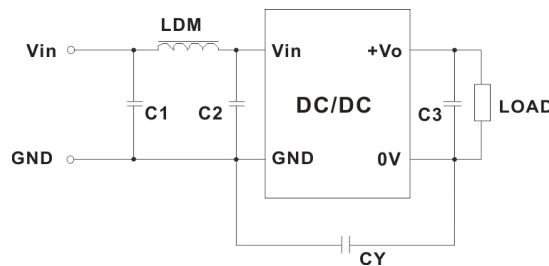 LDM
Vin
Vin
+Vo
C1
C2
DC/DC
C3
LOAD
GND
GND
0V
CY